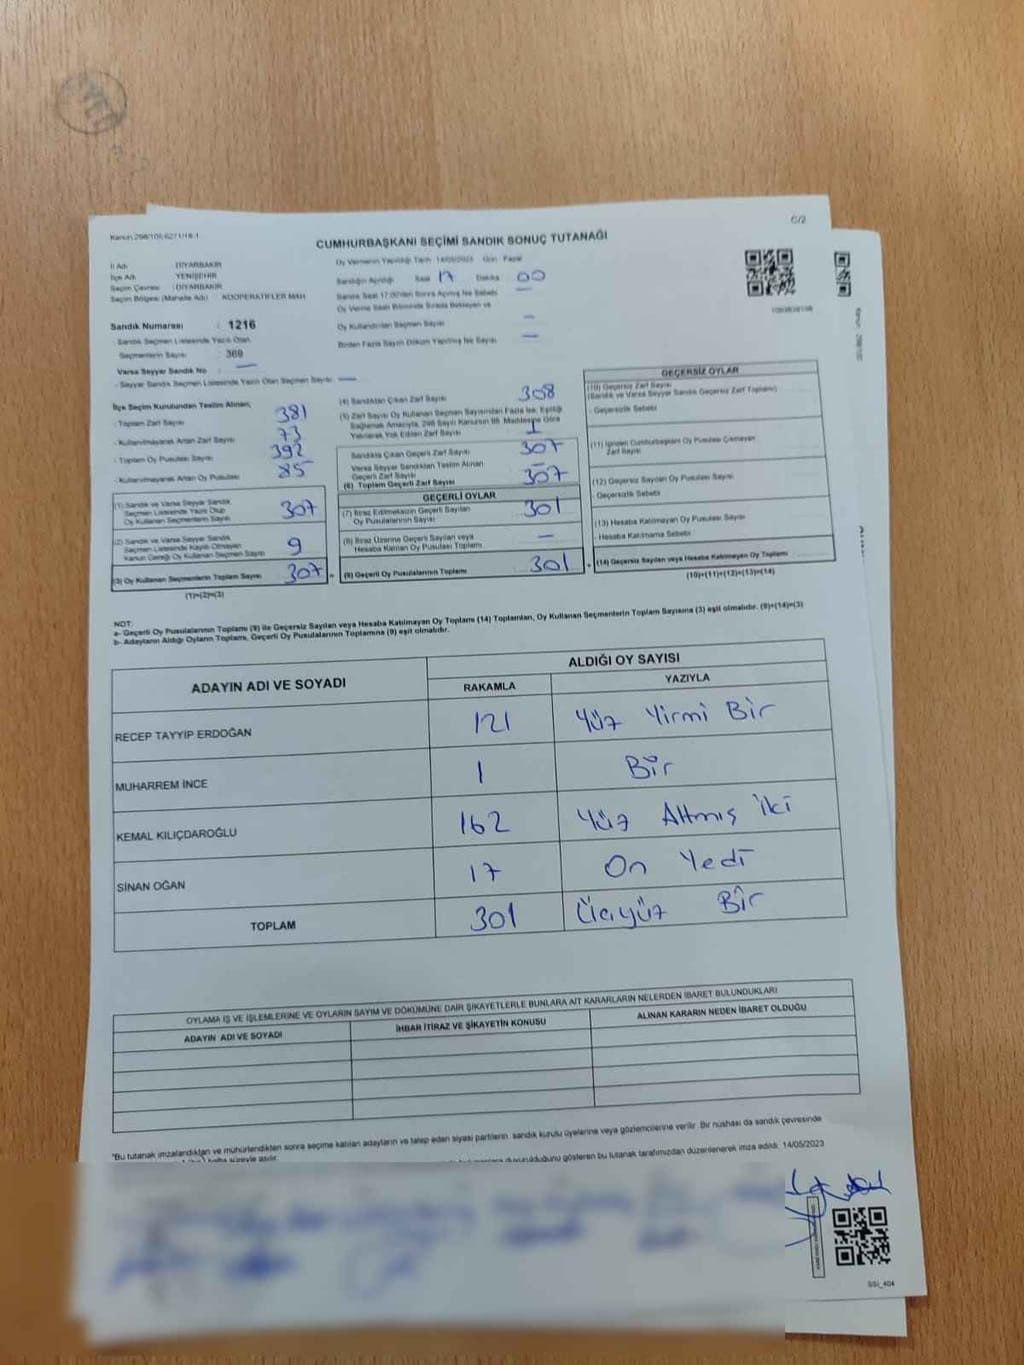 Kanun:298/105;6271/18-1
C/2
CUMHURBAŞKANI SEÇİMİ SANDIK SONUÇ TUTANAĞI
İl Adı : DİYARBAKIR
İlçe Adı : YENİŞEHİR
Seçim Çevresi : DİYARBAKIR
Seçim Bölgesi (Mahalle Adı) : KOOPERATİFLER MAH
Sandık Numarası : 1216
- Sandık Seçmen Listesinde Yazılı Olan
Seçmenlerin Sayısı : 369
Varsa Seyyar Sandık No : —
- Seyyar Sandık Seçmen Listesinde Yazılı Olan Seçmen Sayısı : —
Oy Vermenin Yapıldığı Tarih 14/05/2023 Gün Pazar
Sandığın Açıldığı Saat 17 Dakika 00
Sandık Saat 17:00'den Sonra Açılmış İse Sebebi —
Oy Verme Saati Bitiminde Sırada Bekleyen ve
Oy Kullandırılan Seçmen Sayısı —
Birden Fazla Sayım Döküm Yapılmış İse Sayısı —
İlçe Seçim Kurulundan Teslim Alınan;
- Toplam Zarf Sayısı 381
- Kullanılmayarak Artan Zarf Sayısı 73
- Toplam Oy Pusulası Sayısı 392
- Kullanılmayarak Artan Oy Pusulası 85
(1) Sandık ve Varsa Seyyar Sandık
Seçmen Listesinde Yazılı Olup
Oy Kullanan Seçmenlerin Sayısı 307
(2) Sandık ve Varsa Seyyar Sandık
Seçmen Listesinde Kayıtlı Olmayan
Kanun Gereği Oy Kullanan Seçmen Sayısı 9
(3) Oy Kullanan Seçmenlerin Toplam Sayısı 307
(1)+(2)=(3)
(4) Sandıktan Çıkan Zarf Sayısı 308
(5) Zarf Sayısı Oy Kullanan Seçmen Sayısından Fazla İse, Eşitliği
Sağlamak Amacıyla, 298 Sayılı Kanunun 98. Maddesine Göre
Yakılarak Yok Edilen Zarf Sayısı 1
Sandıkta Çıkan Geçerli Zarf Sayısı 307
Varsa Seyyar Sandıktan Teslim Alınan
Geçerli Zarf Sayısı
(6) Toplam Geçerli Zarf Sayısı 307
GEÇERLİ OYLAR
(7) İtiraz Edilmeksizin Geçerli Sayılan
Oy Pusulalarının Sayısı 301
(8) İtiraz Üzerine Geçerli Sayılan veya
Hesaba Katılan Oy Pusulası Toplamı —
(9) Geçerli Oy Pusulalarının Toplamı 301
GEÇERSİZ OYLAR
(10) Geçersiz Zarf Sayısı
(Sandık ve Varsa Seyyar Sandık Geçersiz Zarf Toplamı)
- Geçersizlik Sebebi
(11) İçinden Cumhurbaşkanı Oy Pusulası Çıkmayan
Zarf Sayısı
(12) Geçersiz Sayılan Oy Pusulası Sayısı
- Geçersizlik Sebebi
(13) Hesaba Katılmayan Oy Pusulası Sayısı
- Hesaba Katılmama Sebebi
(14) Geçersiz Sayılan veya Hesaba Katılmayan Oy Toplamı
(10)+(11)+(12)+(13)=(14)
NOT:
a- Geçerli Oy Pusulalarının Toplamı (9) ile Geçersiz Sayılan veya Hesaba Katılmayan Oy Toplamı (14) Toplamları, Oy Kullanan Seçmenlerin Toplam Sayısına (3) eşit olmalıdır. (9)+(14)=(3)
b- Adayların Aldığı Oyların Toplamı, Geçerli Oy Pusulalarının Toplamına (9) eşit olmalıdır.
ADAYIN ADI VE SOYADI
ALDIĞI OY SAYISI
RAKAMLA YAZIYLA
RECEP TAYYİP ERDOĞAN 121 Yüz Yirmi Bir
MUHARREM İNCE 1 Bir
KEMAL KILIÇDAROĞLU 162 Yüz Altmış İki
SİNAN OĞAN 17 On Yedi
TOPLAM 301 Üçyüz Bir
OYLAMA İŞ VE İŞLEMLERİNE VE OYLARIN SAYIM VE DÖKÜMÜNE DAİR ŞİKAYETLERLE BUNLARA AİT KARARLARIN NELERDEN İBARET BULUNDUKLARI
ADAYIN ADI VE SOYADI İHBAR İTİRAZ VE ŞİKAYETİN KONUSU ALINAN KARARIN NEDEN İBARET OLDUĞU
"Bu tutanak imzalandıktan ve mühürlendikten sonra seçime katılan adayların ve talep eden siyasi partilerin sandık kurulu üyelerine veya gözlemcilerine verilir. Bir nüshası da sandık çevresinde
hafta süreyle asılır.
duyurulduğunu gösteren bu tutanak tarafımızdan düzenlenerek imza edildi. 14/05/2023
SSI_404